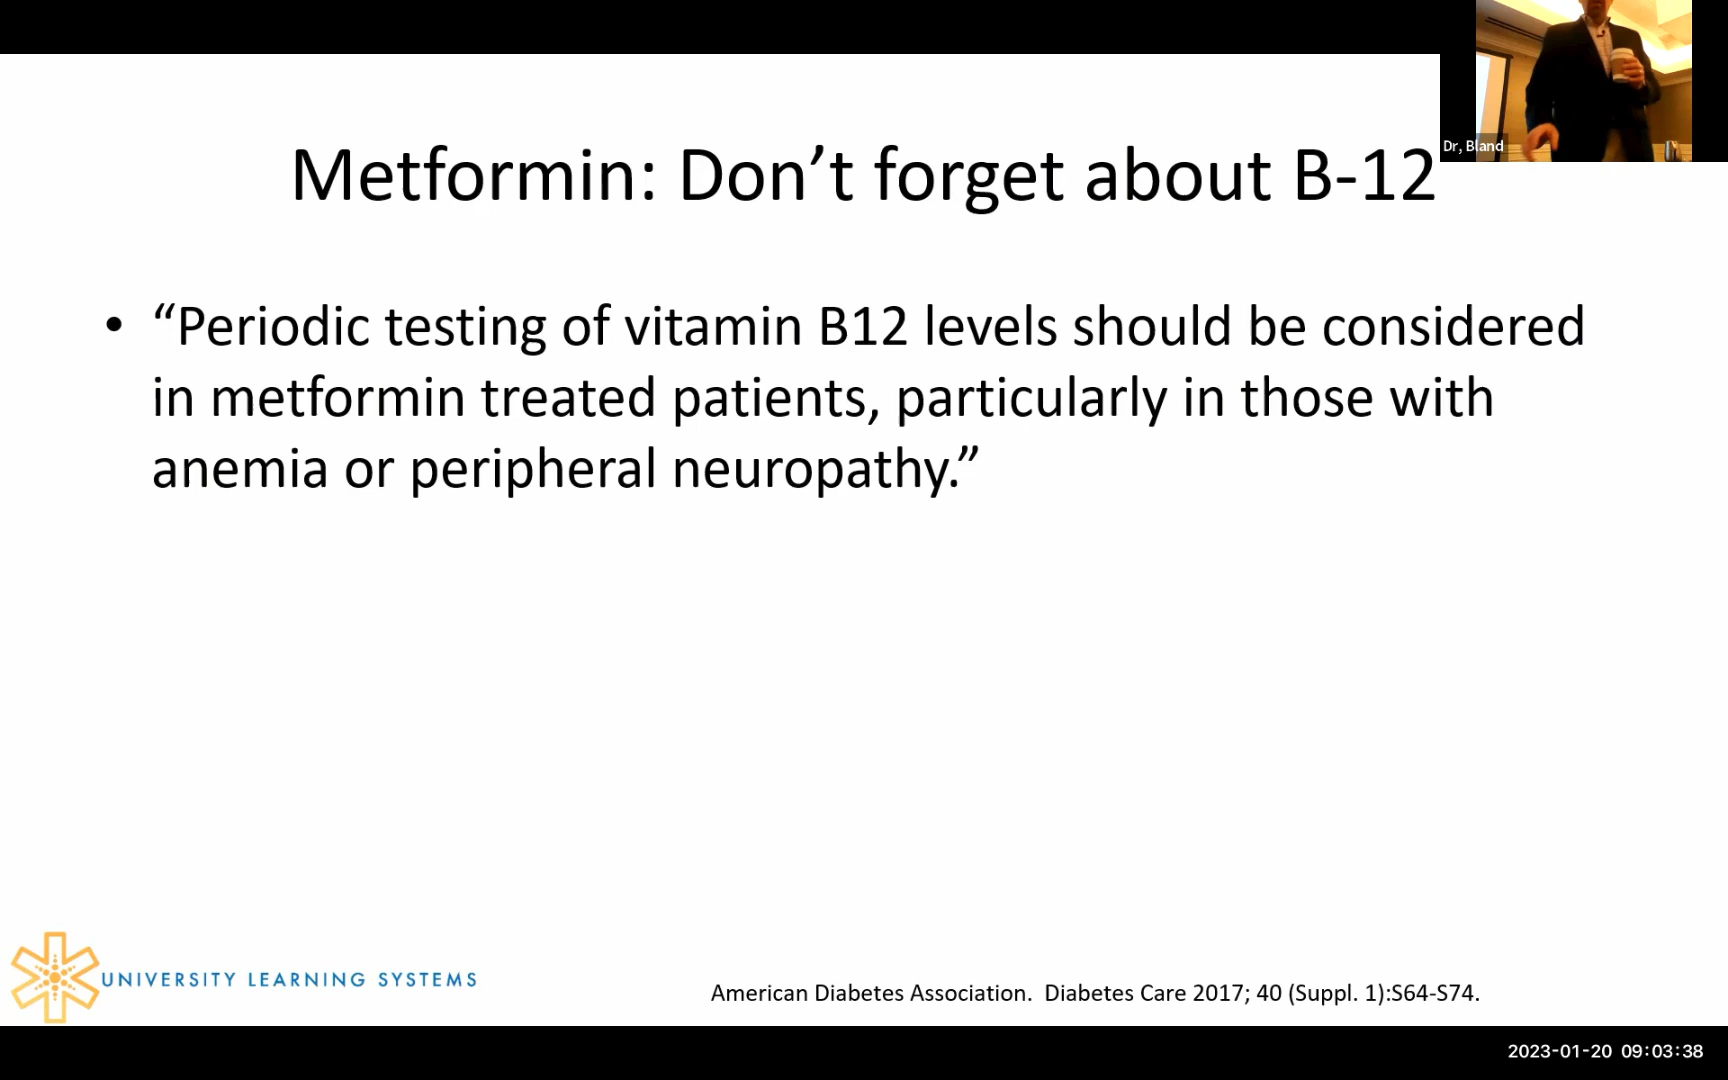 Dr, Bland
Metformin: Don’t forget about B-12
• “Periodic testing of vitamin B12 levels should be considered
in metformin treated patients, particularly in those with
anemia or peripheral neuropathy.”
UNIVERSITY LEARNING SYSTEMS
American Diabetes Association.  Diabetes Care 2017; 40 (Suppl. 1):S64-S74.
2023-01-20 09:03:38